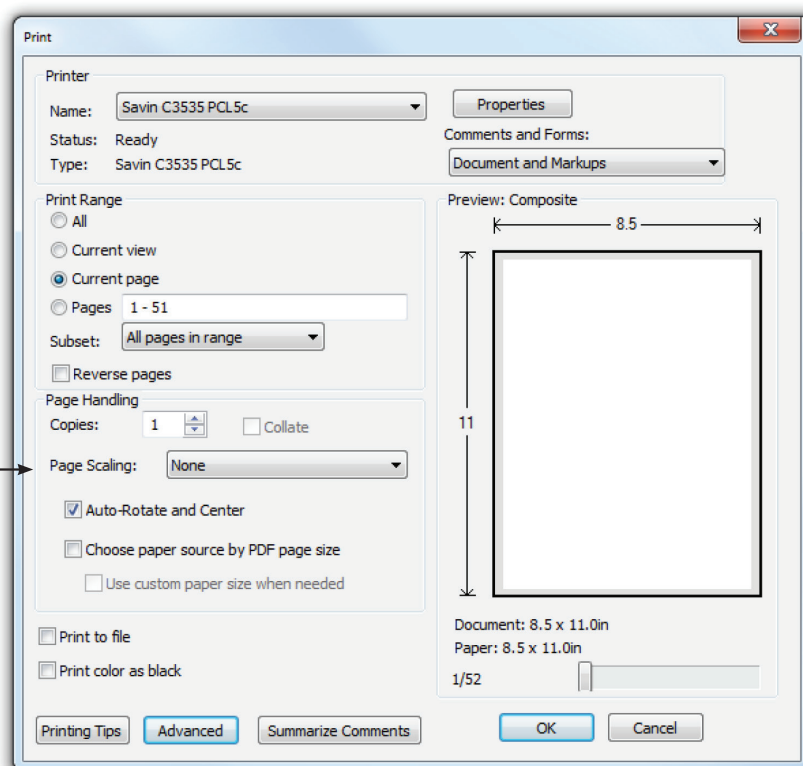 Print
Printer
Name: Savin C3535 PCL5c
Properties
Status: Ready
Comments and Forms:
Type: Savin C3535 PCL5c
Document and Markups
Print Range
All
Current view
Current page
Pages 1 - 51
Subset: All pages in range
Reverse pages
Page Handling
Copies: 1 Collate
Page Scaling: None
Auto-Rotate and Center
Choose paper source by PDF page size
Use custom paper size when needed
Print to file
Print color as black
Preview: Composite
8.5
11
Document: 8.5 x 11.0in
Paper: 8.5 x 11.0in
1/52
Printing Tips Advanced Summarize Comments OK Cancel